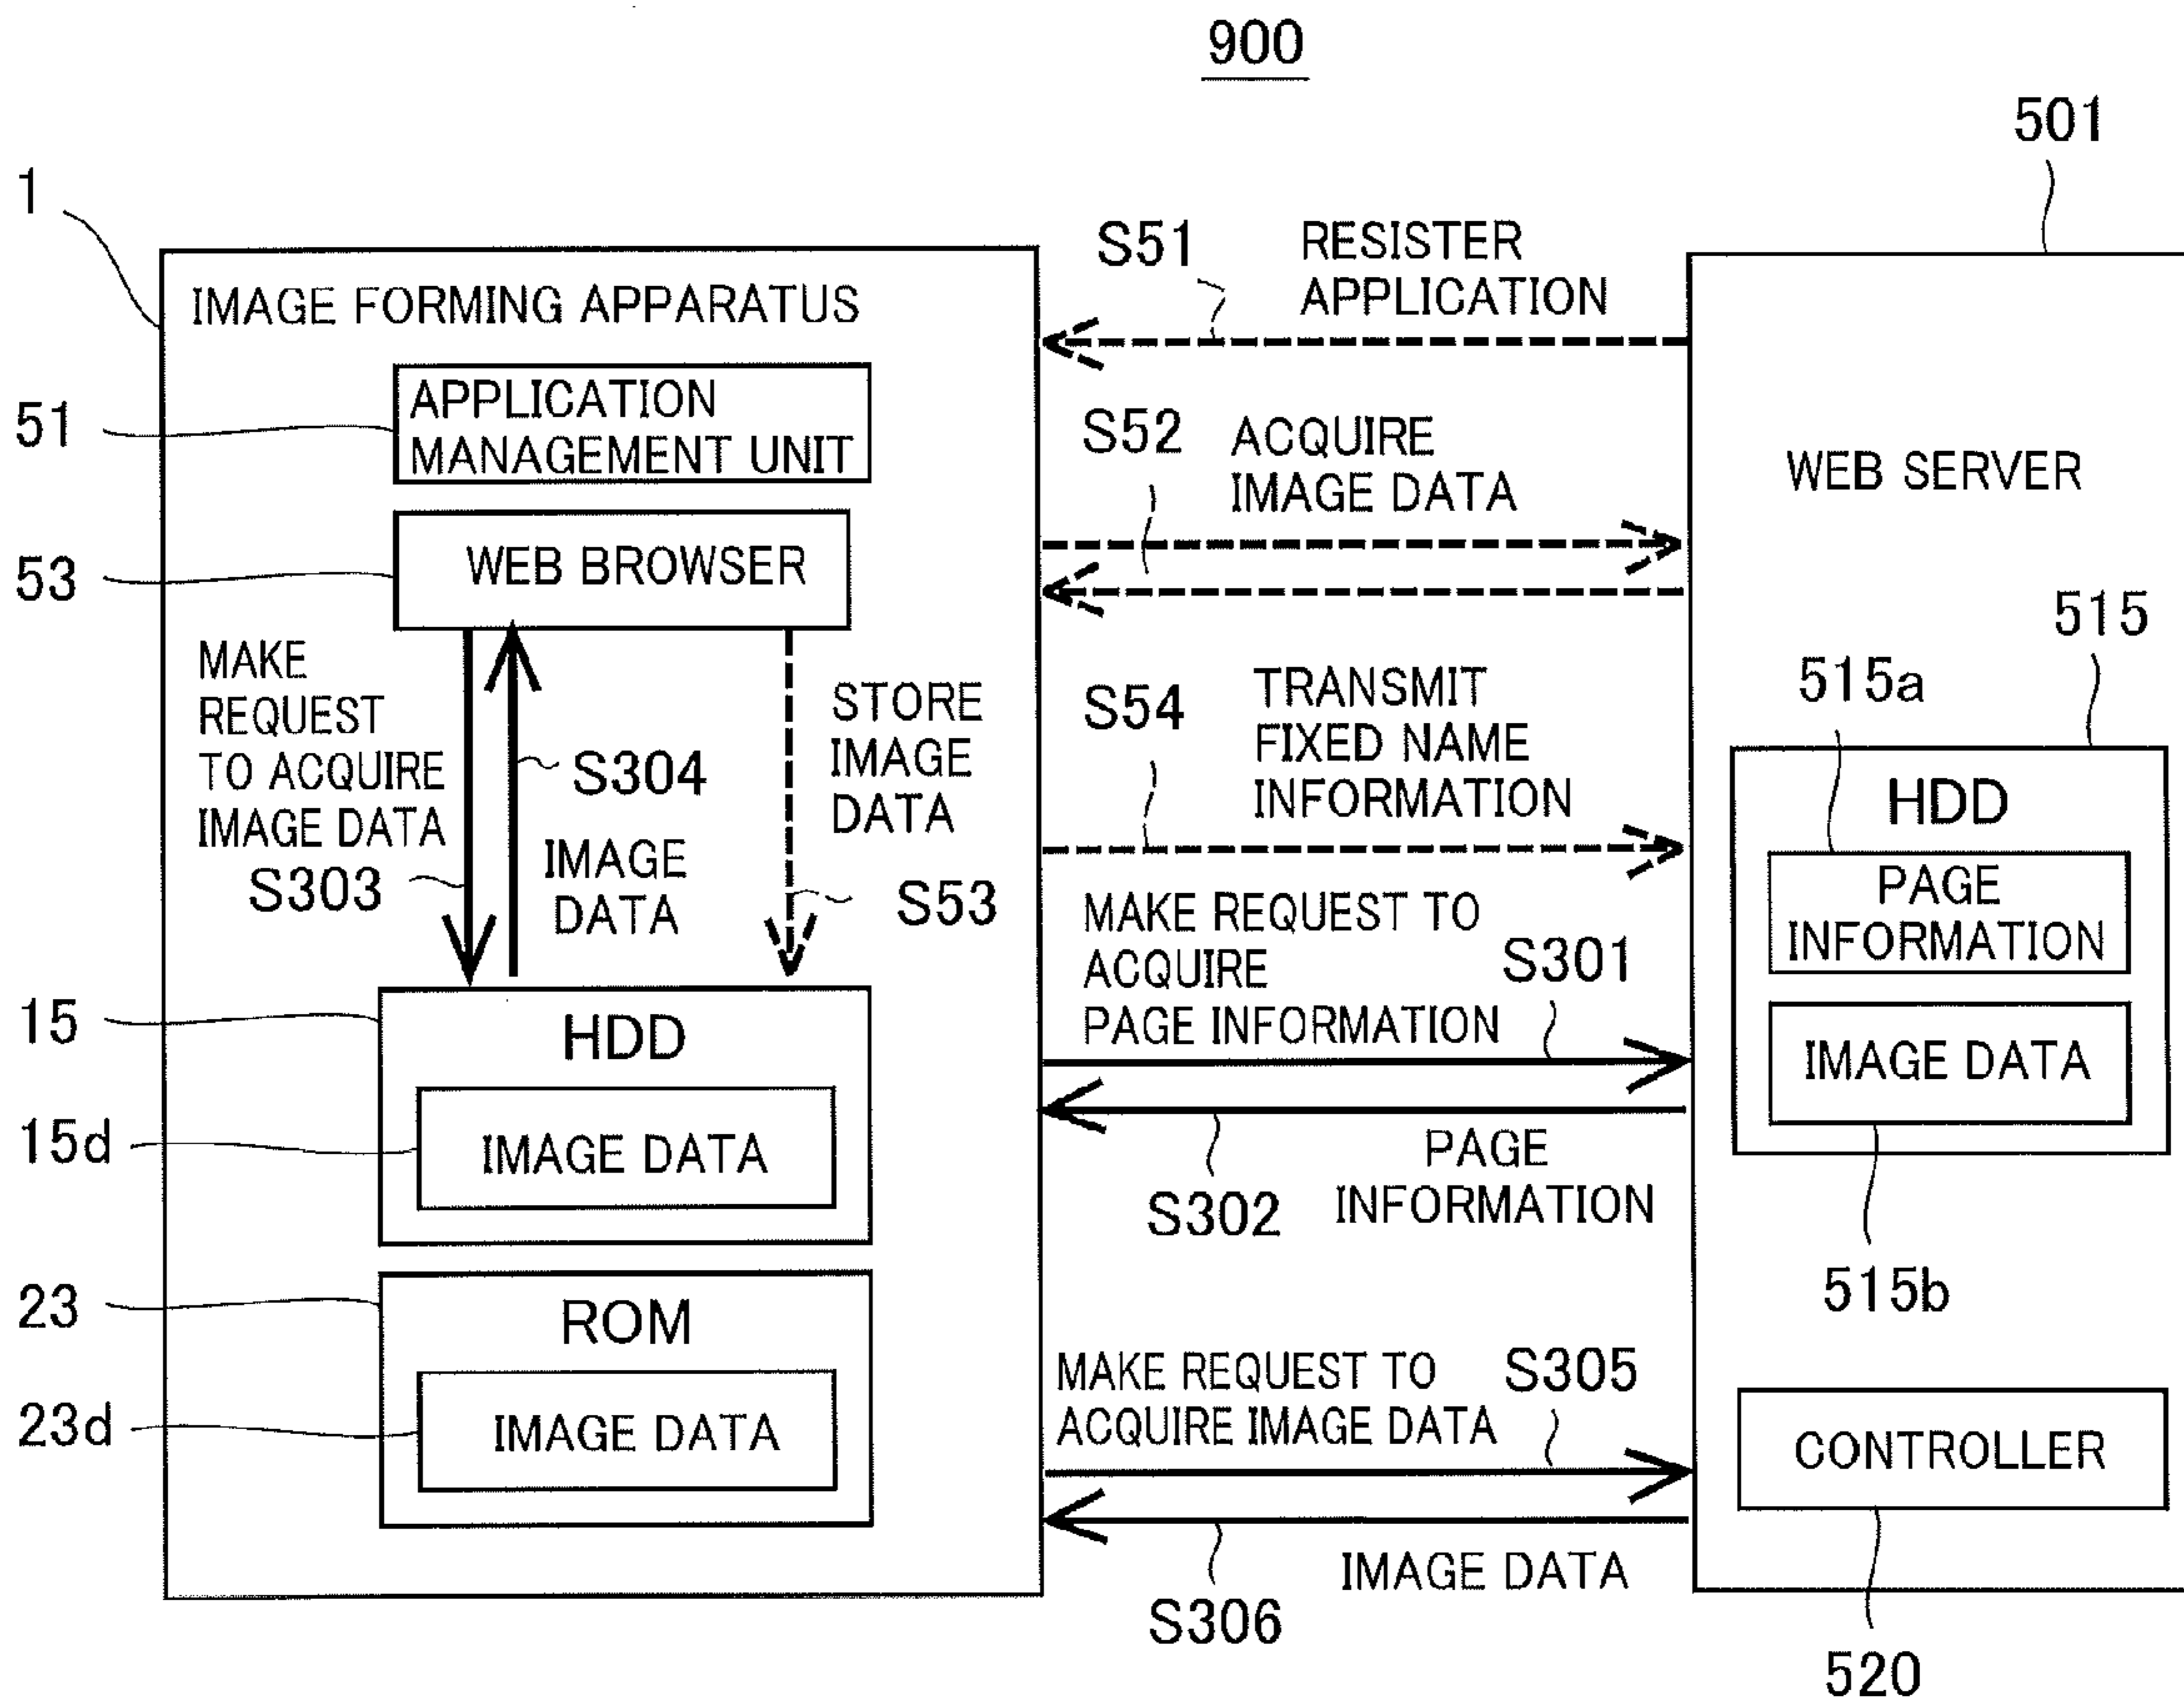 900
501
1
IMAGE FORMING APPARATUS
51
APPLICATION
MANAGEMENT UNIT
53
WEB BROWSER
MAKE
REQUEST
TO ACQUIRE
IMAGE DATA
S303
S304
IMAGE
DATA
STORE
IMAGE
DATA
S53
15
HDD
15d
IMAGE DATA
23
ROM
23d
IMAGE DATA
S51
RESISTER
APPLICATION
S52
ACQUIRE
IMAGE DATA
S54
TRANSMIT
FIXED NAME
INFORMATION
MAKE REQUEST TO
ACQUIRE
PAGE INFORMATION
S301
S302
PAGE
INFORMATION
MAKE REQUEST TO
ACQUIRE IMAGE DATA
S305
S306
IMAGE DATA
WEB SERVER
515
515a
HDD
PAGE
INFORMATION
IMAGE DATA
515b
CONTROLLER
520